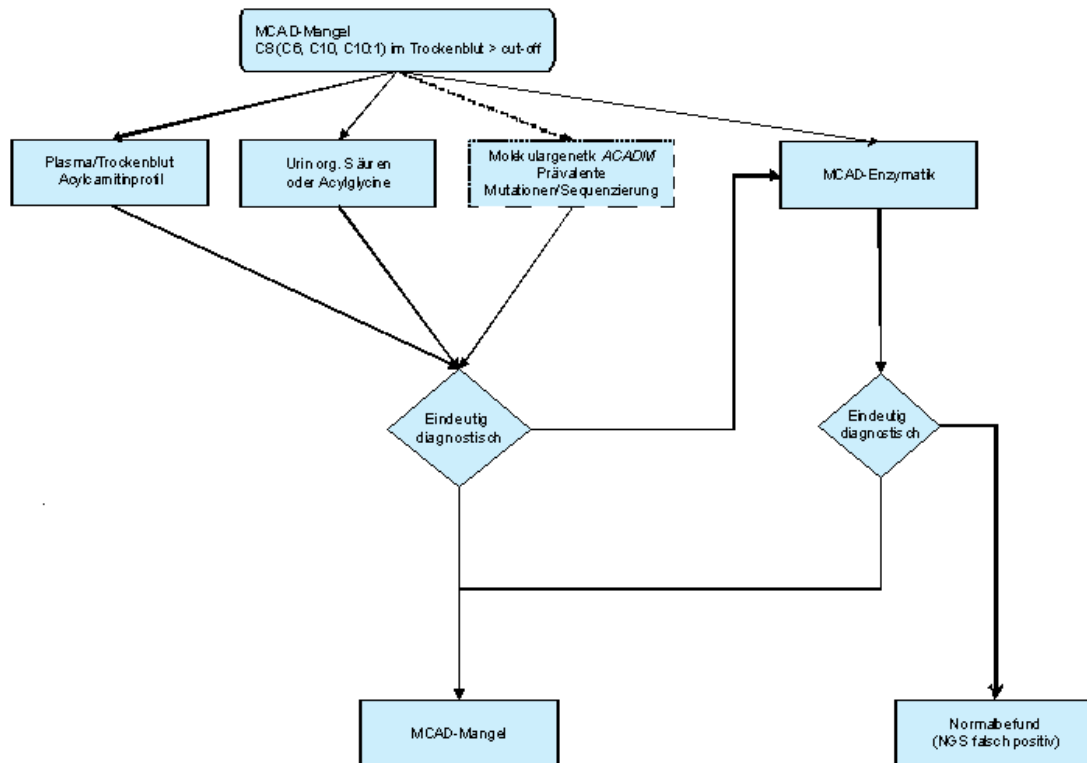 MCAD-Mangel
C8 (C6, C10, C10:1) im Trockenblut > cut-off
Plasma/Trockenblut
Acylcarnitinprofil
Urin org. Säuren
oder Acylglycine
Molekulargenetk ACADM
Prävalente
Mutationen/Sequenzierung
MCAD-Enzymatik
Eindeutig
diagnostisch
Eindeutig
diagnostisch
MCAD-Mangel
Normalbefund
(NGS falsch positiv)